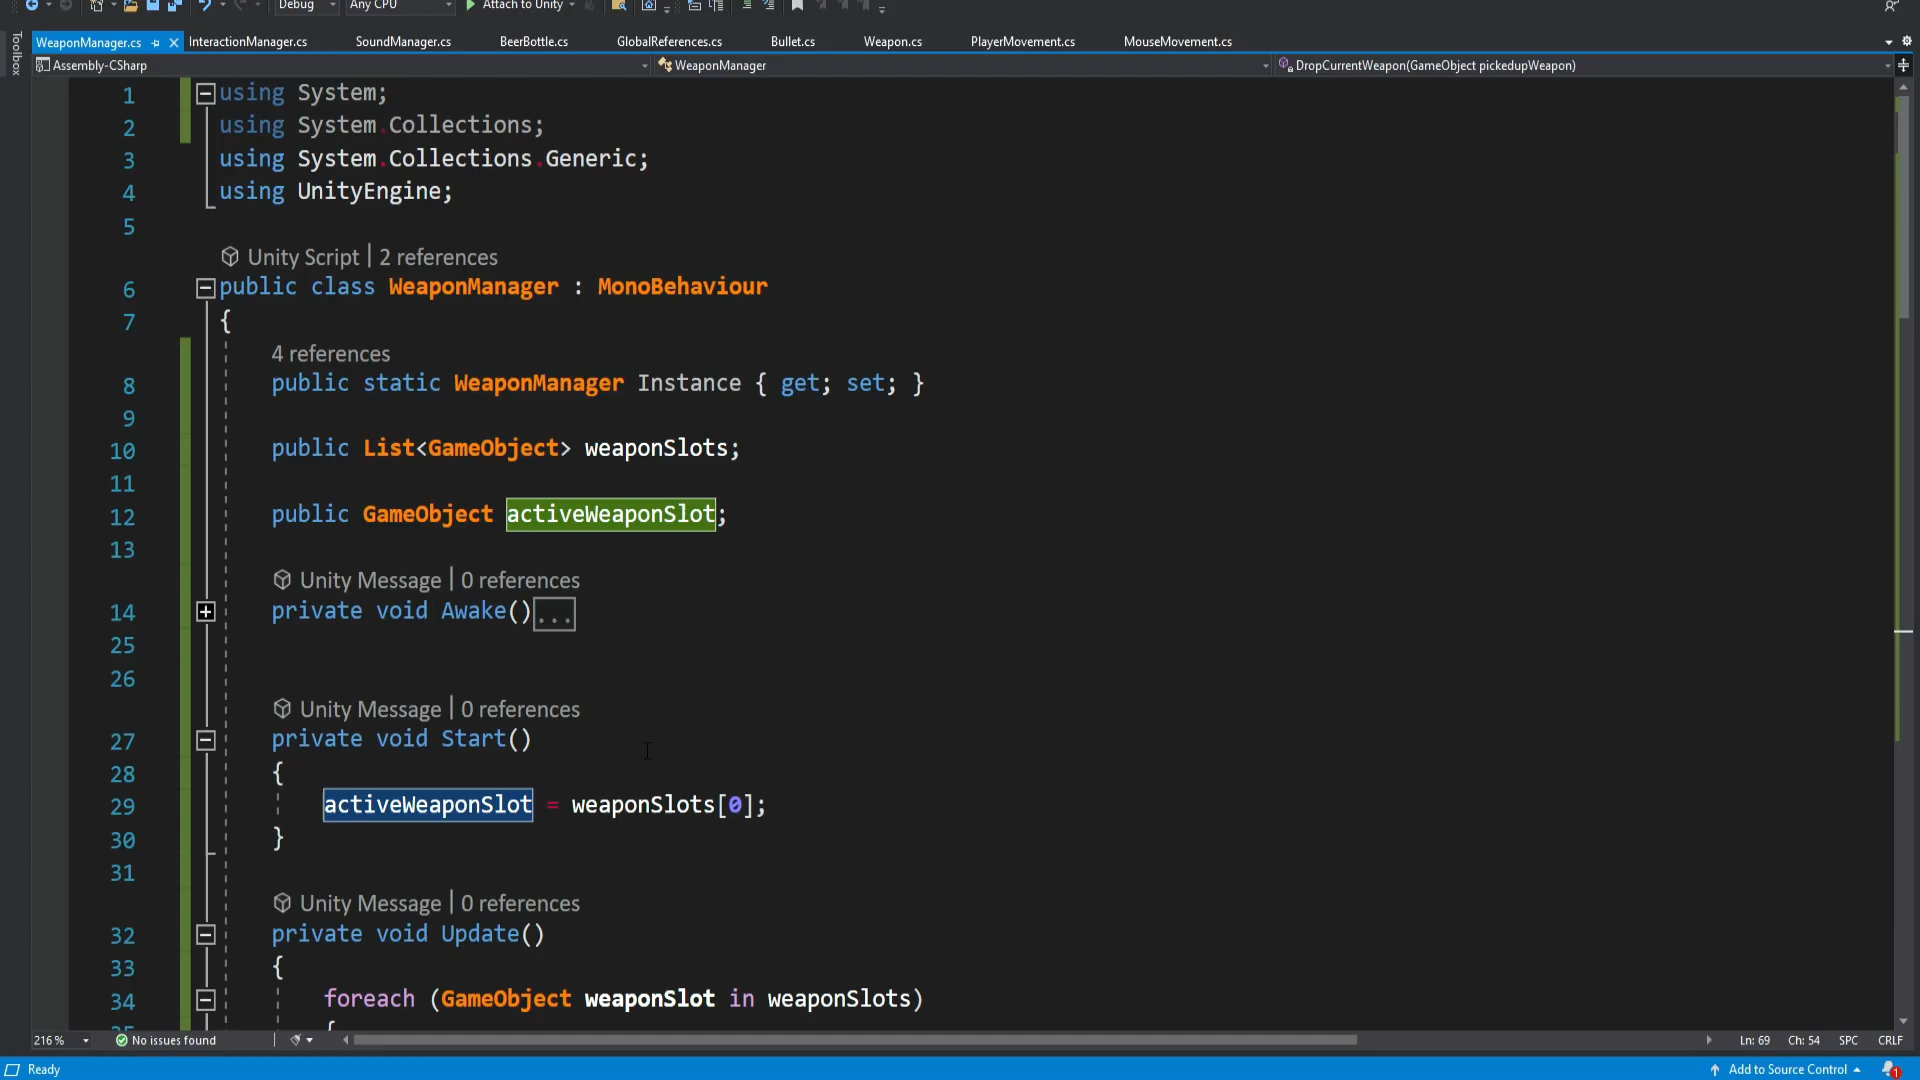 Debug
Any CPU
Attach to Unity
WeaponManager.cs
InteractionManager.cs
SoundManager.cs
BeerBottle.cs
GlobalReferences.cs
Bullet.cs
Weapon.cs
PlayerMovement.cs
MouseMovement.cs
Toolbox
Assembly-CSharp
WeaponManager
DropCurrentWeapon(GameObject pickedupWeapon)
1 using System;
2 using System.Collections;
3 using System.Collections.Generic;
4 using UnityEngine;
5
Unity Script | 2 references
6 public class WeaponManager : MonoBehaviour
7 {
4 references
8 public static WeaponManager Instance { get; set; }
9
10 public List<GameObject> weaponSlots;
11
12 public GameObject activeWeaponSlot;
13
Unity Message | 0 references
14 private void Awake()...
25
26
Unity Message | 0 references
27 private void Start()
28 {
29 activeWeaponSlot = weaponSlots[0];
30 }
31
Unity Message | 0 references
32 private void Update()
33 {
34 foreach (GameObject weaponSlot in weaponSlots)
35 {
216 %
No issues found
Ln: 69
Ch: 54
SPC
CRLF
Ready
Add to Source Control
1